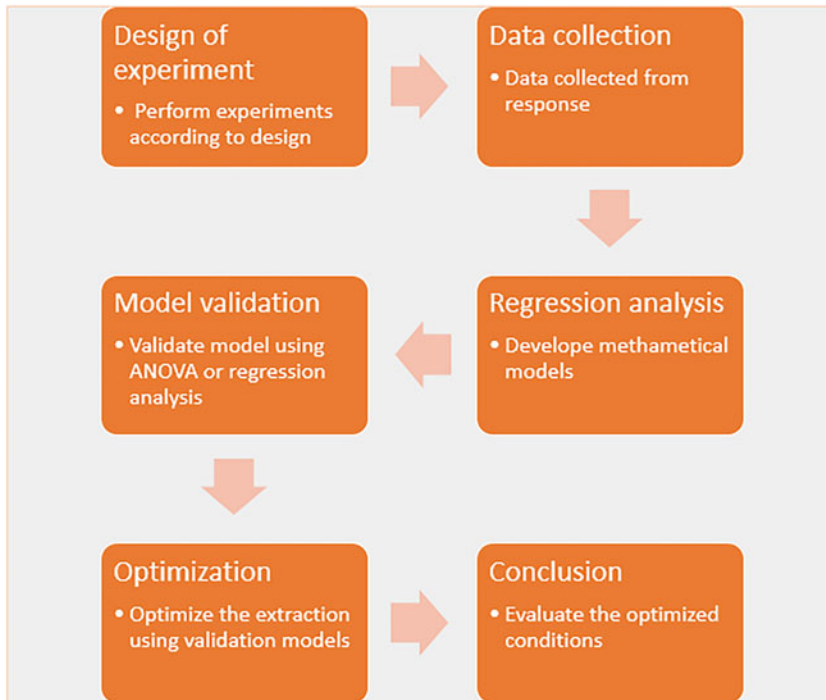 Design of
experiment
• Perform experiments
according to design
Data collection
• Data collected from
response
Regression analysis
• Develope methametical
models
Model validation
• Validate model using
ANOVA or regression
analysis
Optimization
• Optimize the extraction
using validation models
Conclusion
• Evaluate the optimized
conditions